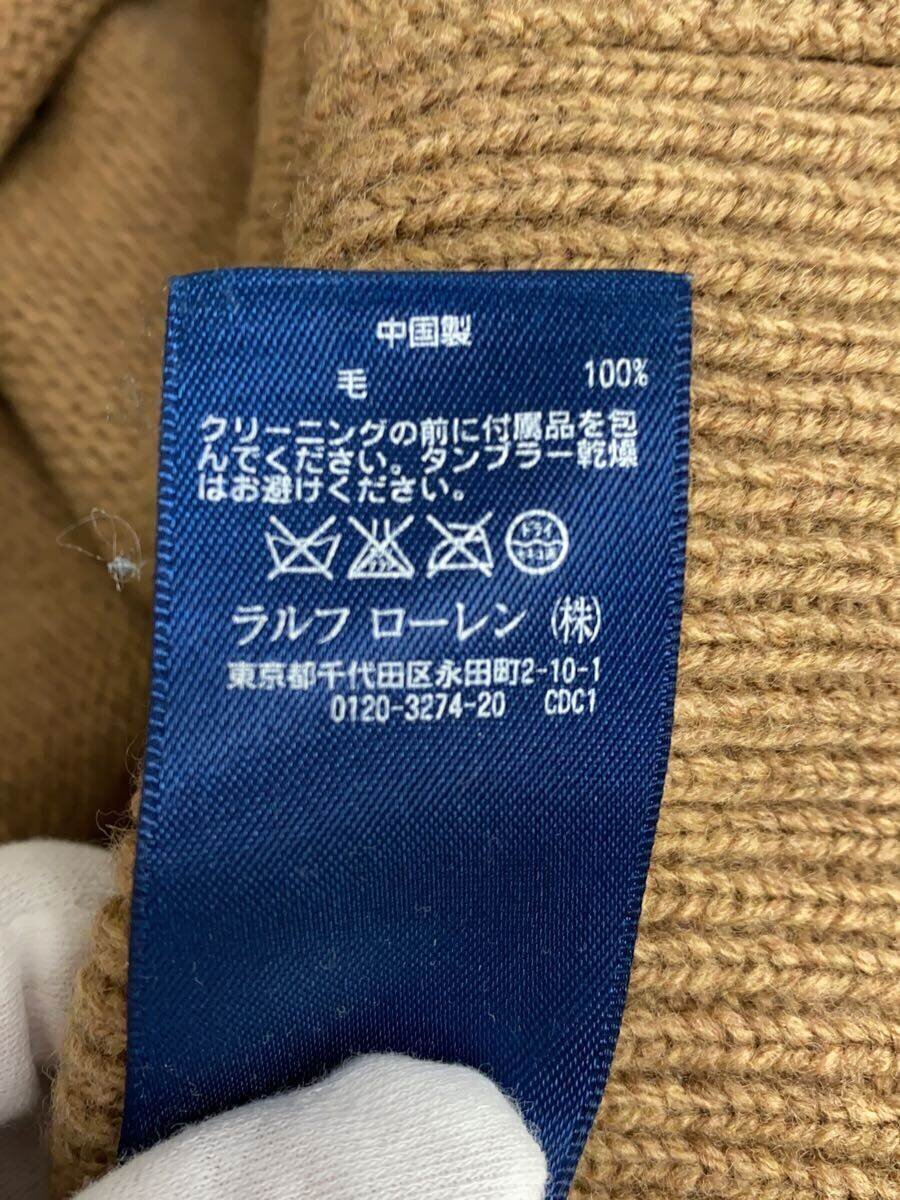 中国製
毛 100%
クリーニングの前に付属品を包
んでください。タンブラー乾燥
はお避けください。
ドライ
ラルフ ローレン (株)
東京都千代田区永田町2-10-1
0120-3274-20 CDC1